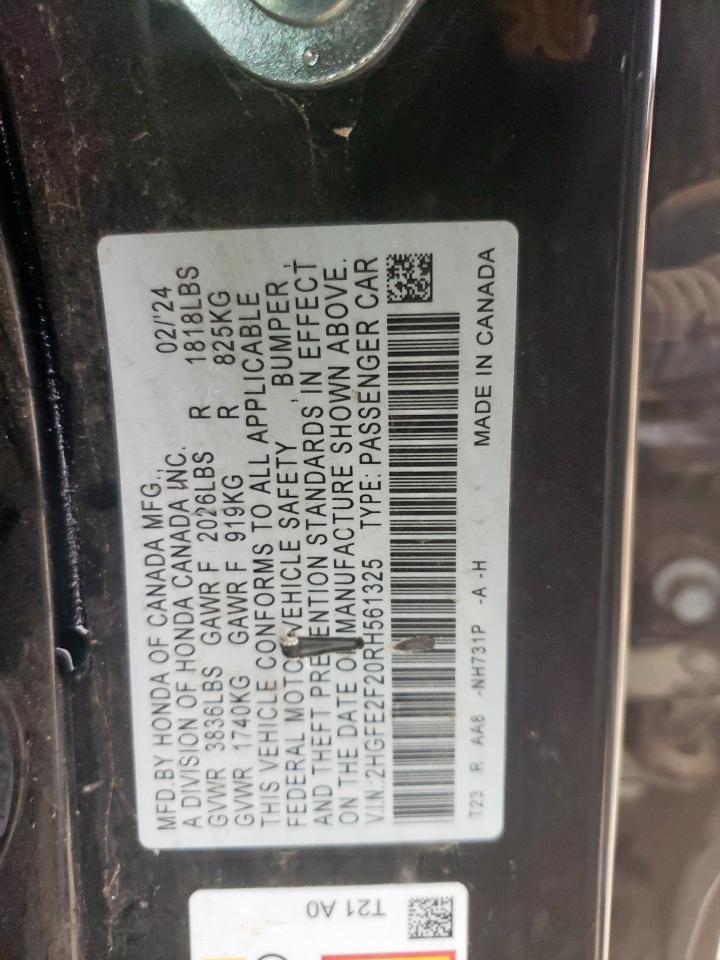 MFD.BY HONDA OF CANADA MFG., 02/'24
A DIVISION OF HONDA CANADA INC.
GVWR 3836LBS GAWR F 2026LBS R 1818LBS
GVWR 1740KG GAWR F 919KG R 825KG
THIS VEHICLE CONFORMS TO ALL APPLICABLE
FEDERAL MOTOR VEHICLE SAFETY , BUMPER ,
AND THEFT PREVENTION STANDARDS IN EFFECT
ON THE DATE OF MANUFACTURE SHOWN ABOVE.
V.I.N.:2HGFE2F20RH561325 TYPE: PASSENGER CAR
T23 R AA8 -NH731P -A -H MADE IN CANADA
T21 A0